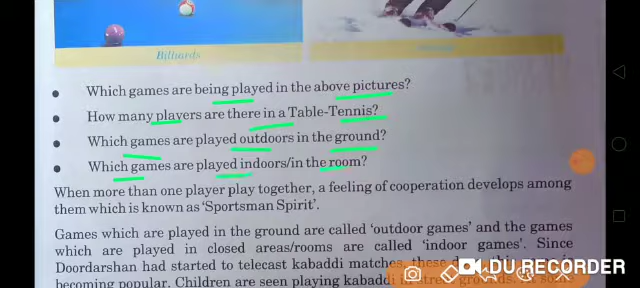 Billiards
• Which games are being played in the above pictures?
• How many players are there in a Table-Tennis?
• Which games are played outdoors in the ground?
• Which games are played indoors/in the room?
When more than one player play together, a feeling of cooperation develops among
them which is known as 'Sportsman Spirit'.
Games which are played in the ground are called 'outdoor games' and the games
which are played in closed areas/rooms are called 'indoor games'. Since
Doordarshan had started to telecast kabaddi matches, these
becoming popular. Children are seen playing kabaddi
DU RECORDER